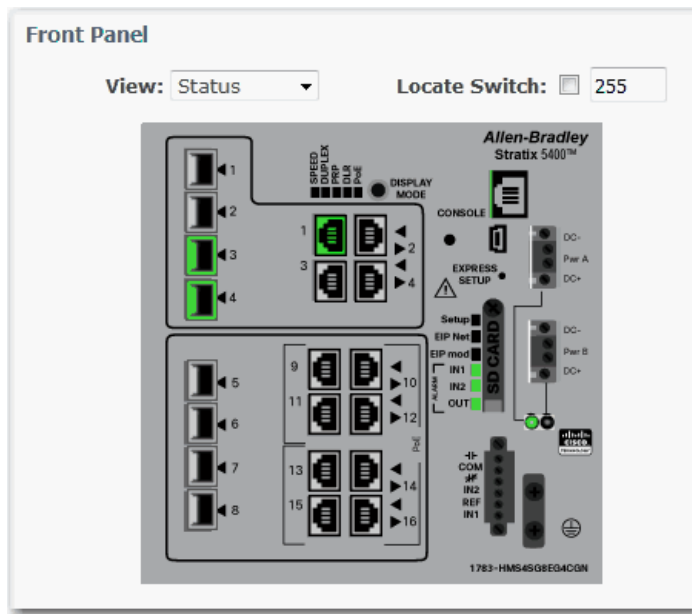 Front Panel
View: Status
Locate Switch: 255
Allen-Bradley
Stratix 5400™
SPEED
DUPLEX
PRP
DLR
PoE
DISPLAY
MODE
CONSOLE
EXPRESS
SETUP
1
2
3
4
1
2
3
4
DC-
Pwr A
DC+
Setup
EIP Net
EIP mod
ALARM
IN1
IN2
OUT
SD CARD
DC-
Pwr B
DC+
5
6
7
8
9
10
11
12
PoE
13
14
15
16
CISCO
TECHNOLOGY
COM
IN2
REF
IN1
1783-HMS4SG8EG4CGN